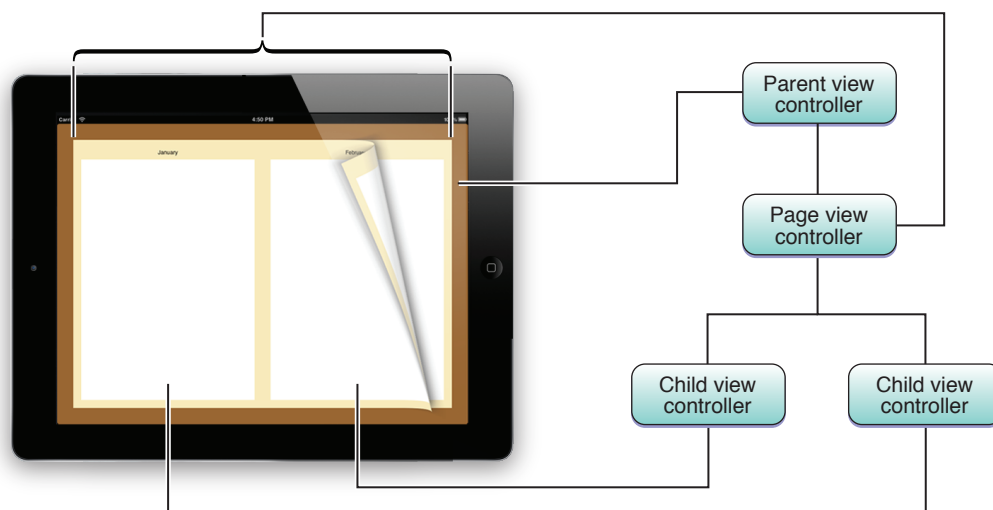 4:50 PM
January
Parent view
controller
Page view
controller
Child view
controller
Child view
controller